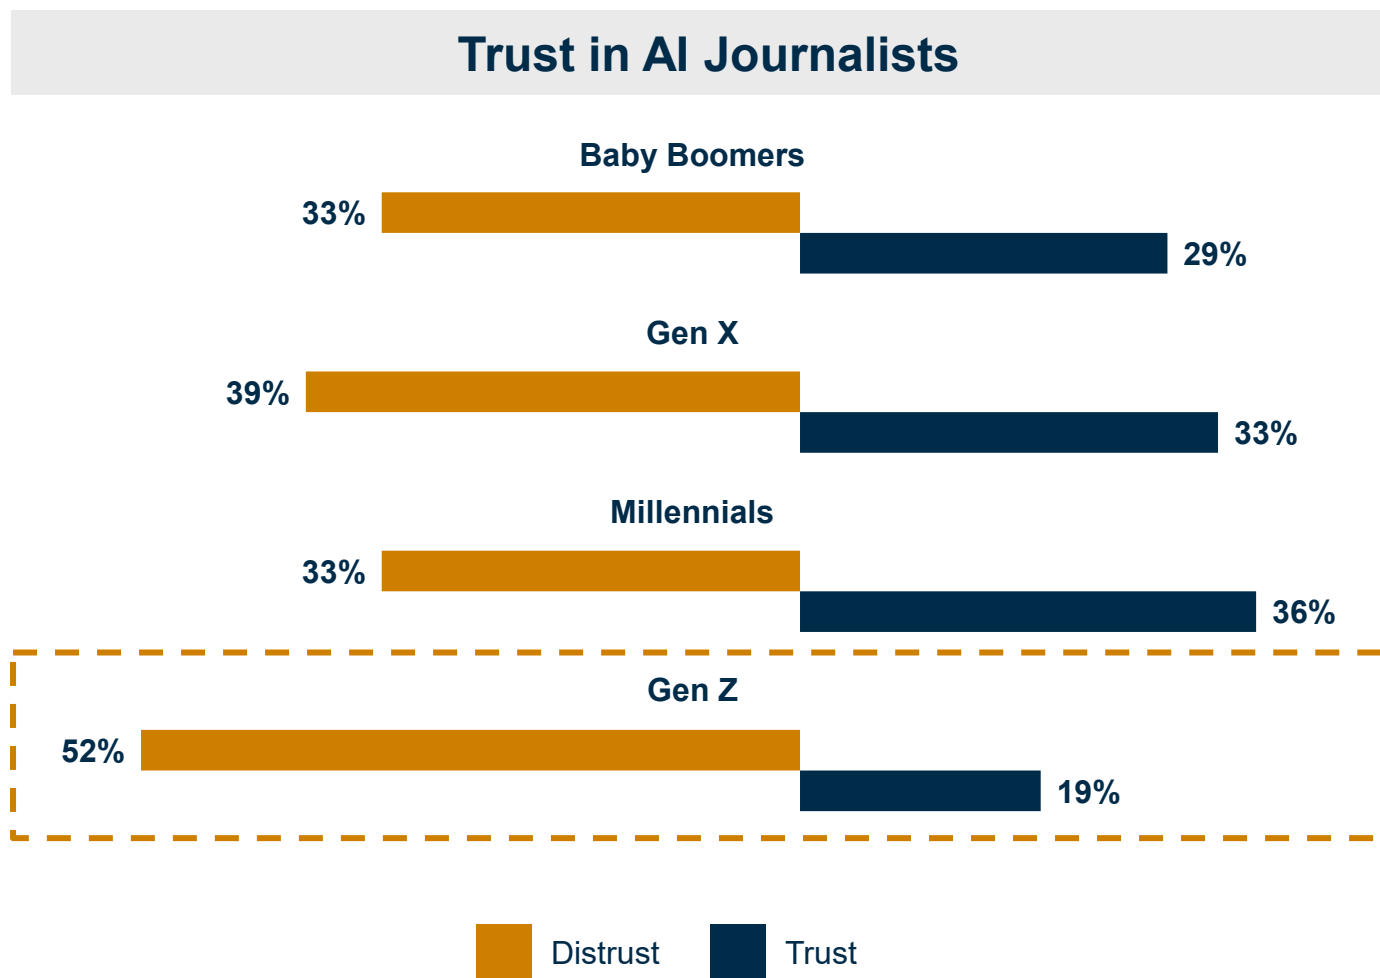 Trust in AI Journalists
Baby Boomers
33%
29%
Gen X
39%
33%
Millennials
33%
36%
Gen Z
52%
19%
Distrust
Trust